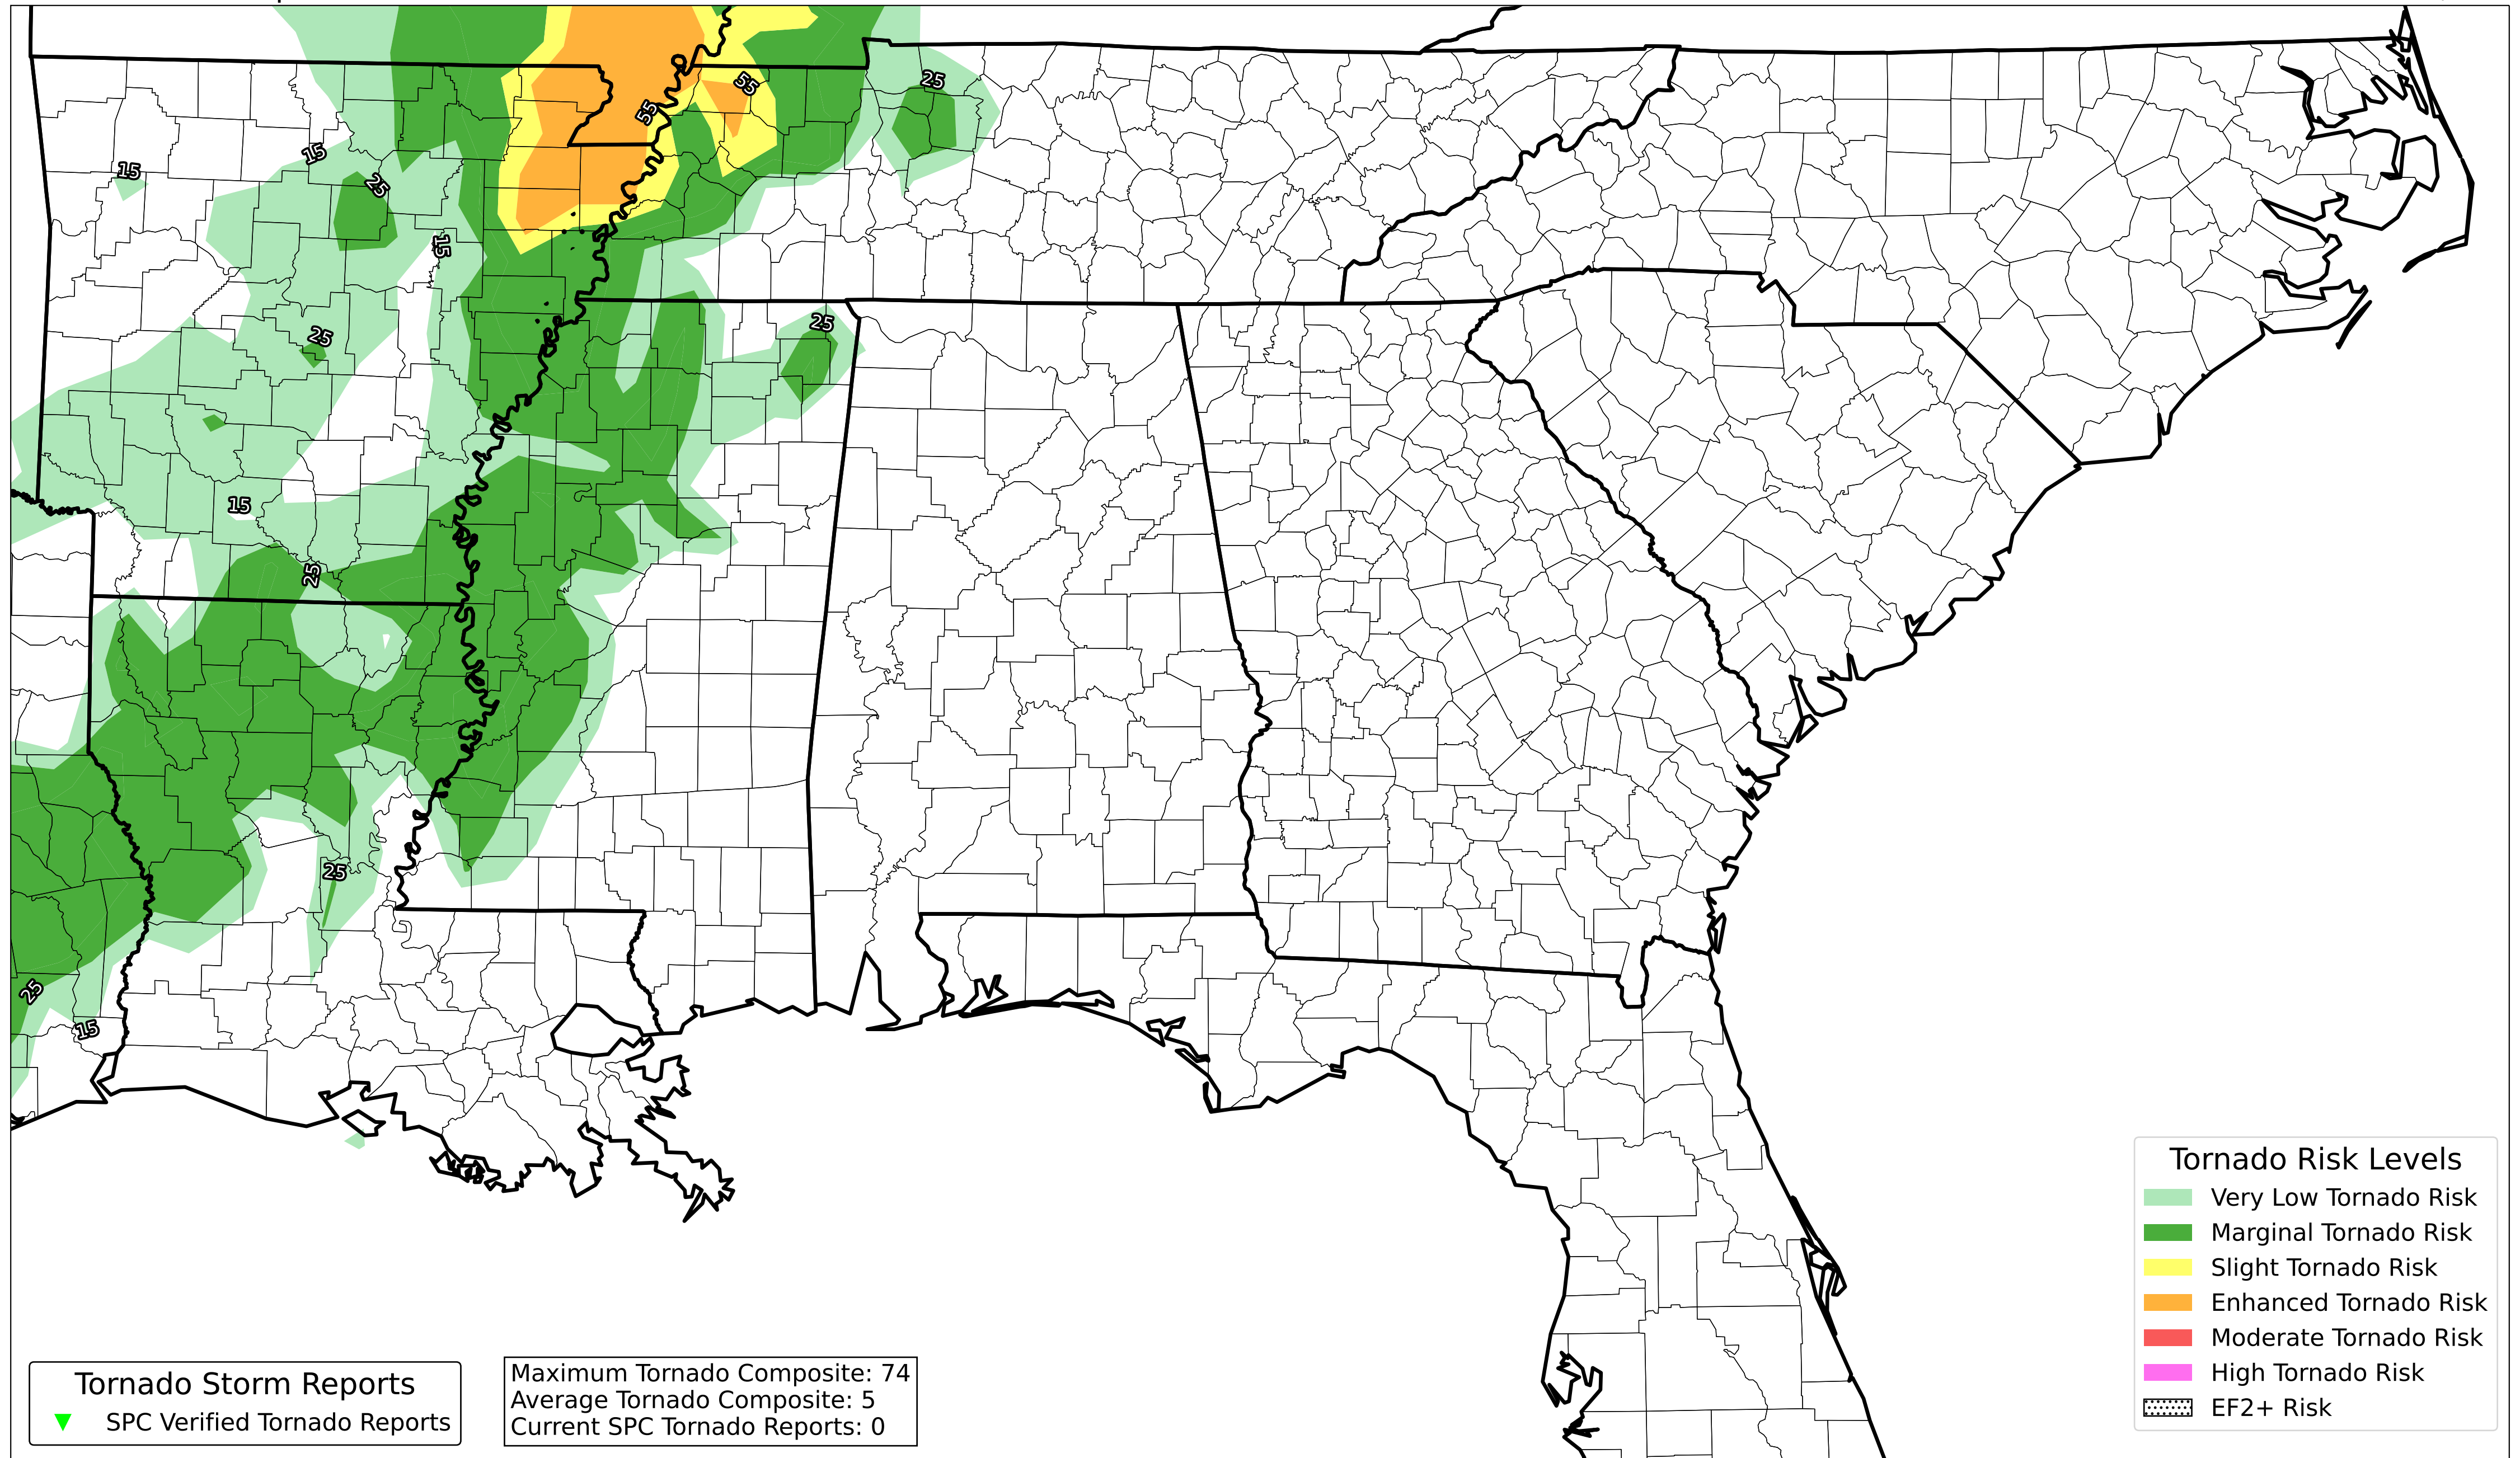 25
55
55
15
15
25
15
25
25
15
25
25
25
15
Tornado Risk Levels
Very Low Tornado Risk
Marginal Tornado Risk
Slight Tornado Risk
Enhanced Tornado Risk
Moderate Tornado Risk
High Tornado Risk
EF2+ Risk
Tornado Storm Reports
SPC Verified Tornado Reports
Maximum Tornado Composite: 74
Average Tornado Composite: 5
Current SPC Tornado Reports: 0